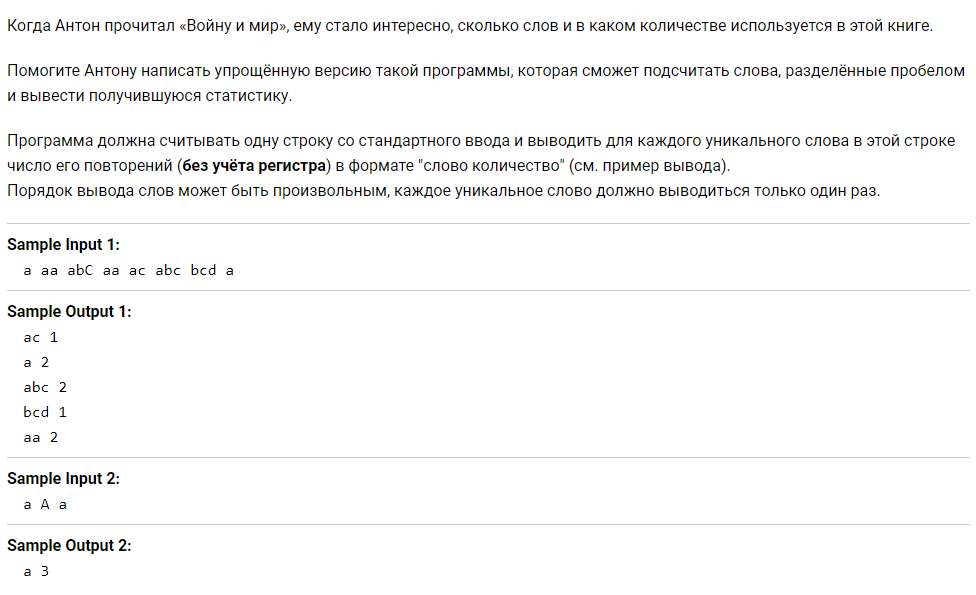 Когда Антон прочитал «Войну и мир», ему стало интересно, сколько слов и в каком количестве используется в этой книге.
Помогите Антону написать упрощённую версию такой программы, которая сможет подсчитать слова, разделённые пробелом
и вывести получившуюся статистику.
Программа должна считывать одну строку со стандартного ввода и выводить для каждого уникального слова в этой строке
число его повторений (без учёта регистра) в формате "слово количество" (см. пример вывода).
Порядок вывода слов может быть произвольным, каждое уникальное слово должно выводиться только один раз.
Sample Input 1:
a aa abC aa ac abc bcd a
Sample Output 1:
ac 1
a 2
abc 2
bcd 1
aa 2
Sample Input 2:
a A a
Sample Output 2:
a 3